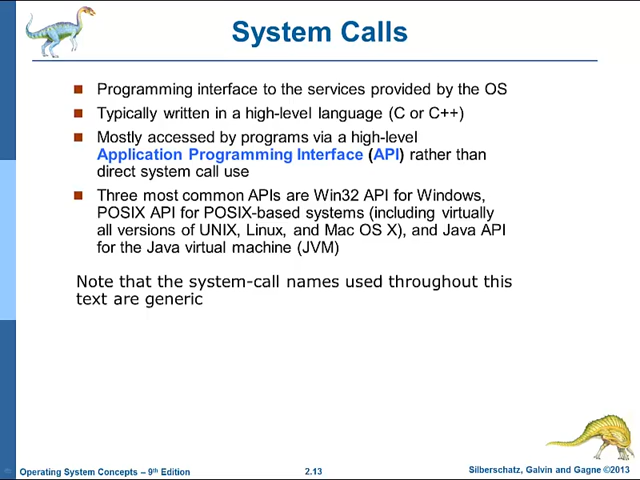 System Calls
Programming interface to the services provided by the OS
Typically written in a high-level language (C or C++)
Mostly accessed by programs via a high-level
Application Programming Interface (API) rather than
direct system call use
Three most common APIs are Win32 API for Windows,
POSIX API for POSIX-based systems (including virtually
all versions of UNIX, Linux, and Mac OS X), and Java API
for the Java virtual machine (JVM)
Note that the system-call names used throughout this
text are generic
Operating System Concepts – 9th Edition
2.13
Silberschatz, Galvin and Gagne ©2013